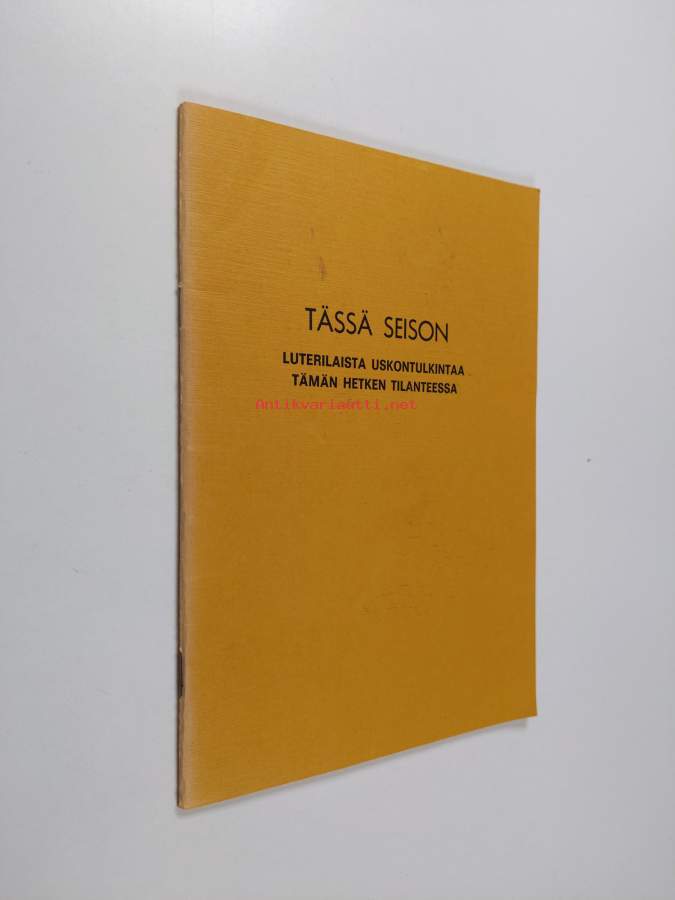 TÄSSÄ SEISON
LUTERILAISTA USKONTULKINTAA
TÄMÄN HETKEN TILANTEESSA
Antikvariaatti.net